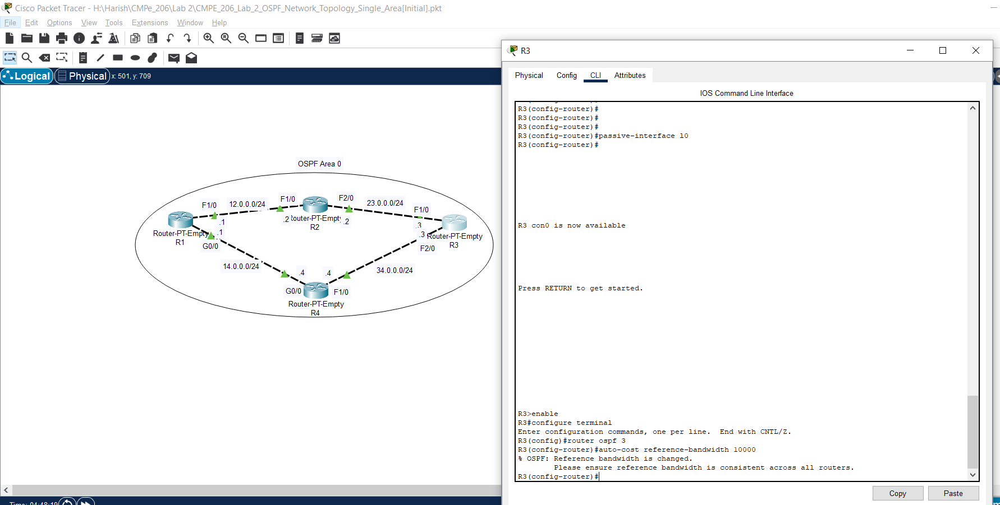 Cisco Packet Tracer - H:\Harish\CMPe_206\Lab 2\CMPE_206_Lab_2_OSPF_Network_Topology_Single_Area[Initial].pkt
File Edit Options View Tools Extensions Window Help
Logical Physical x: 501, y: 709
OSPF Area 0
F1/0 12.0.0.0/24 F1/0 F2/0 23.0.0.0/24 F1/0
.1 .2 Router-PT-Empty .2 .3
R2
Router-PT-Empty .1 .3 Router-PT-Empty
R1 R3
G0/0 F2/0
14.0.0.0/24 .4 .4 34.0.0.0/24
G0/0 F1/0
Router-PT-Empty
R4
Time: 04:48:19
R3
Physical Config CLI Attributes
IOS Command Line Interface
R3(config-router)#
R3(config-router)#
R3(config-router)#
R3(config-router)#passive-interface l0
R3(config-router)#
R3 con0 is now available
Press RETURN to get started.
R3>enable
R3#configure terminal
Enter configuration commands, one per line.  End with CNTL/Z.
R3(config)#router ospf 3
R3(config-router)#auto-cost reference-bandwidth 10000
% OSPF: Reference bandwidth is changed.
Please ensure reference bandwidth is consistent across all routers.
R3(config-router)#
Copy Paste